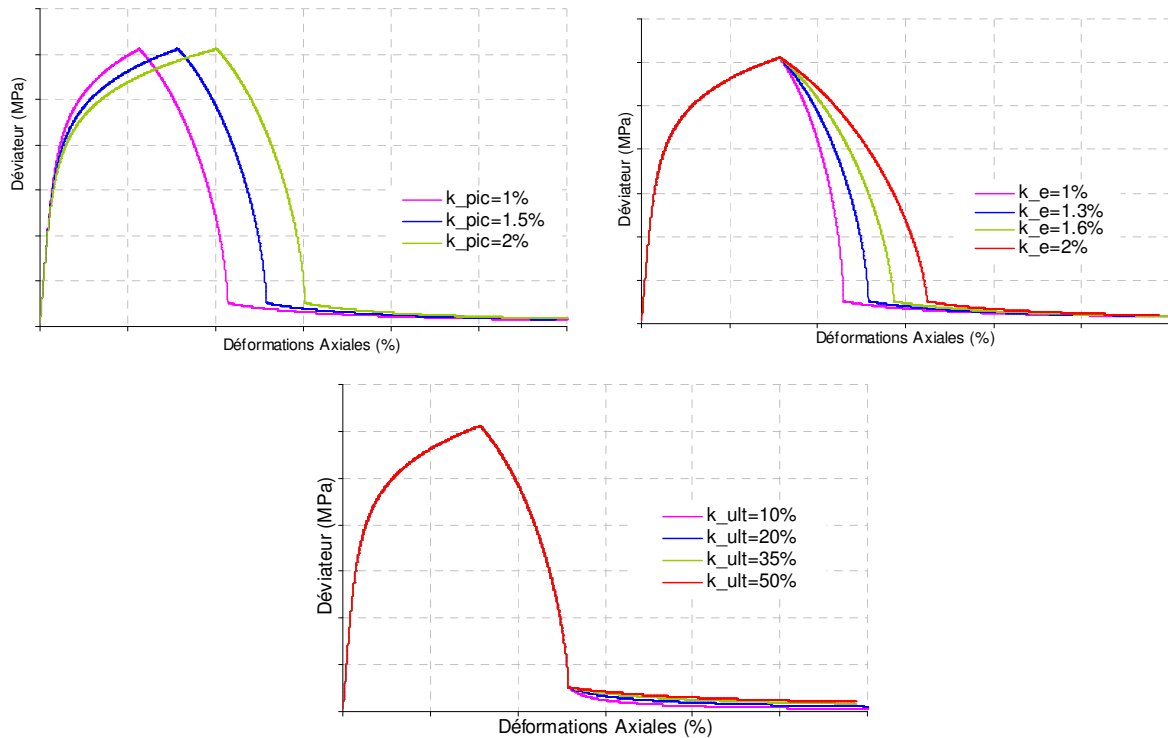 Déviateur (MPa)
k_pic=1%
k_pic=1.5%
k_pic=2%
Déformations Axiales (%)
Déviateur (MPa)
k_e=1%
k_e=1.3%
k_e=1.6%
k_e=2%
Déformations Axiales (%)
Déviateur (MPa)
k_ult=10%
k_ult=20%
k_ult=35%
k_ult=50%
Déformations Axiales (%)